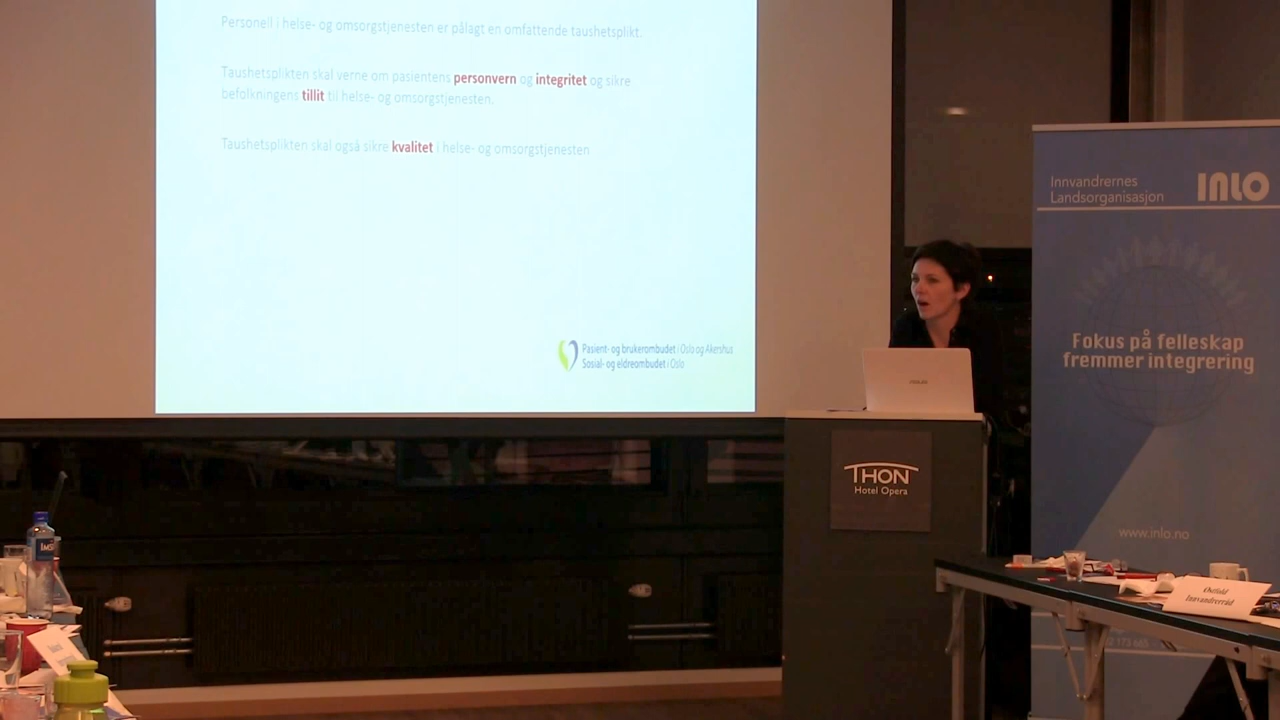 Personell i helse- og omsorgstjenesten er pålagt en omfattende taushetsplikt.
Taushetsplikten skal verne om pasientens personvern og integritet og sikre
befolkningens tillit til helse- og omsorgstjenesten.
Taushetsplikten skal også sikre kvalitet i helse- og omsorgstjenesten
Pasient- og brukerombudet i Oslo og Akershus
Sosial- og eldreombudet i Oslo
Innvandrernes
Landsorganisasjon
INLO
Fokus på felleskap
fremmer integrering
www.inlo.no
THON
Hotel Opera
Østfold
Innvandrerråd